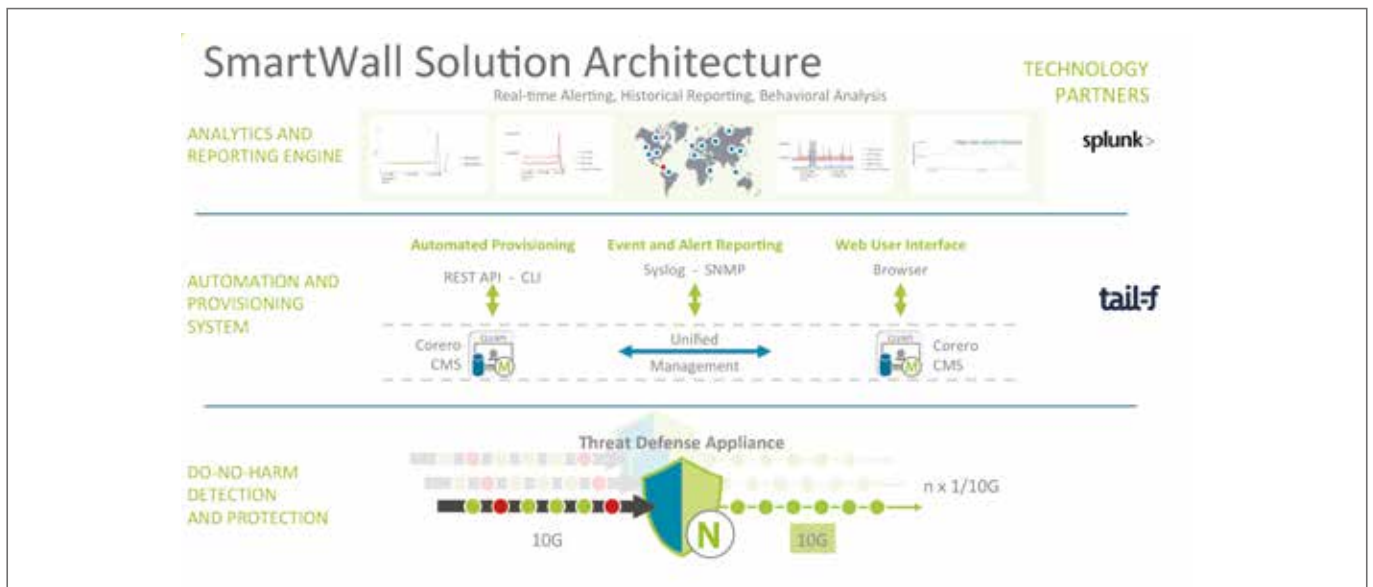 SmartWall Solution Architecture
TECHNOLOGY
PARTNERS
Real-time Alerting, Historical Reporting, Behavioral Analysis
ANALYTICS AND
REPORTING ENGINE
splunk>
Automated Provisioning
Event and Alert Reporting
Web User Interface
REST API - CLI
Syslog - SNMP
Browser
AUTOMATION AND
PROVISIONING
SYSTEM
tail-f
Corero
CMS
M
Unified
Management
M
Corero
CMS
Threat Defense Appliance
DO-NO-HARM
DETECTION
AND PROTECTION
n x 1/10G
N
10G
10G